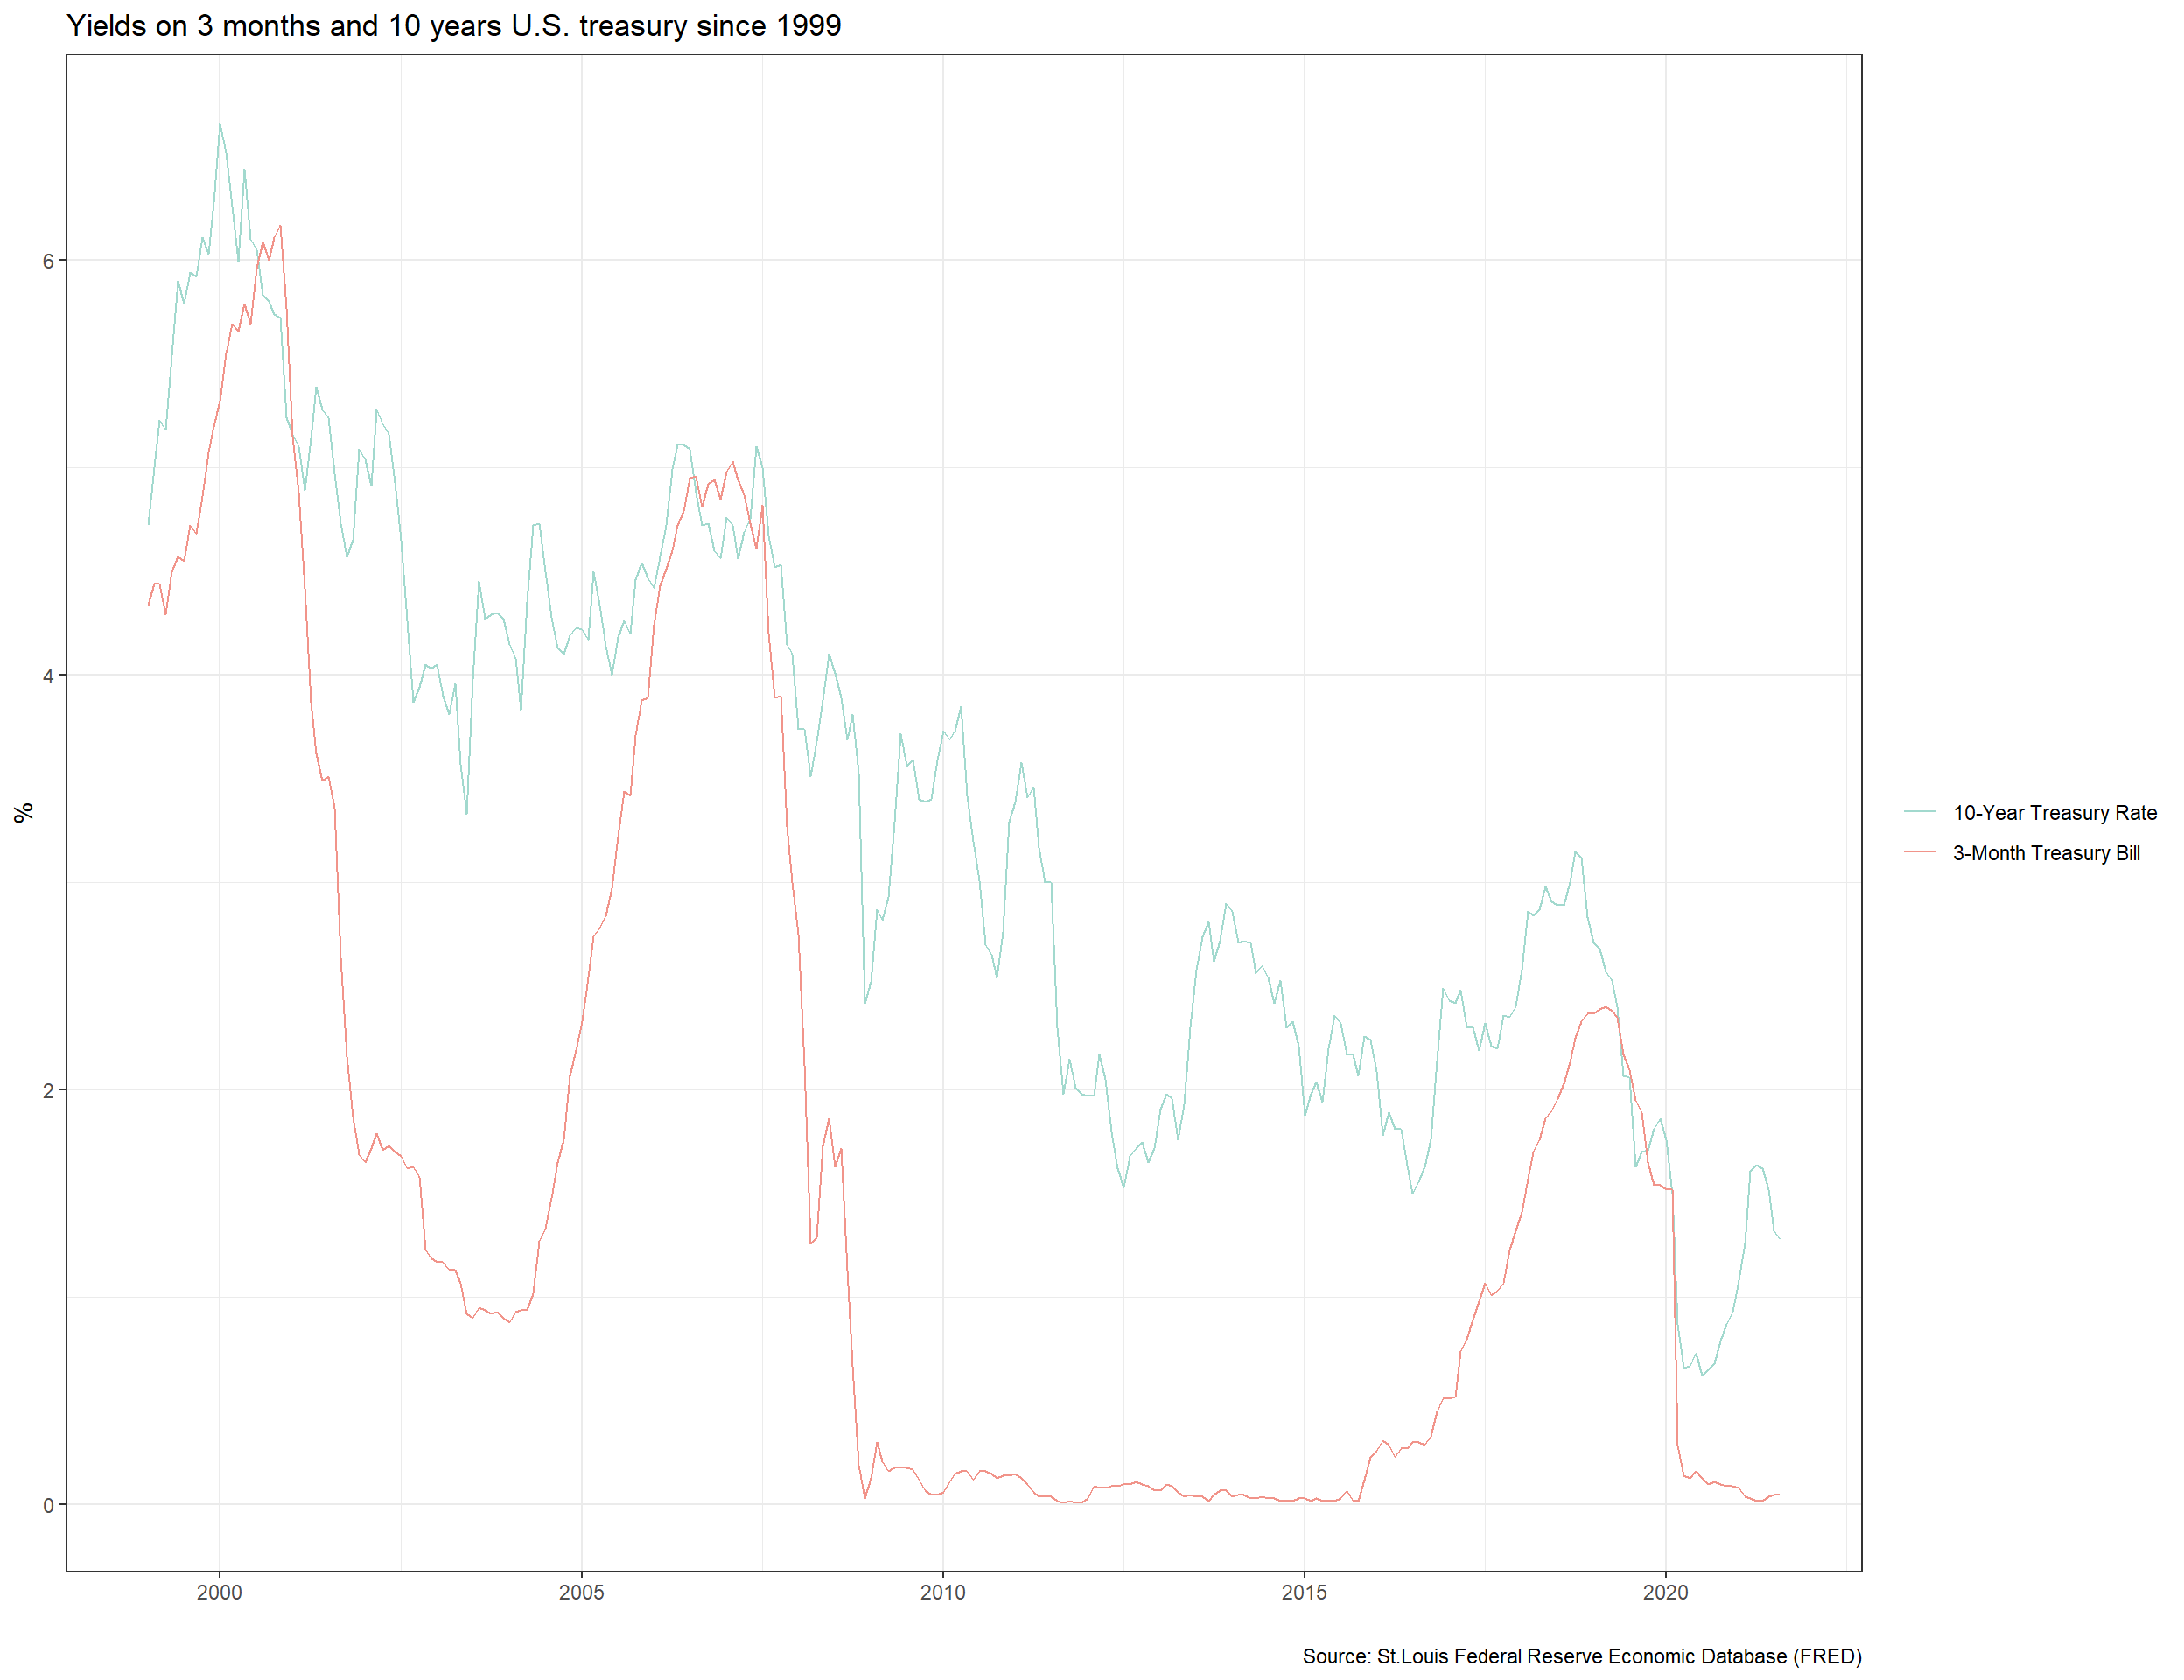 Yields on 3 months and 10 years U.S. treasury since 1999
6
4
2
0
%
2000
2005
2010
2015
2020
10-Year Treasury Rate
3-Month Treasury Bill
Source: St.Louis Federal Reserve Economic Database (FRED)